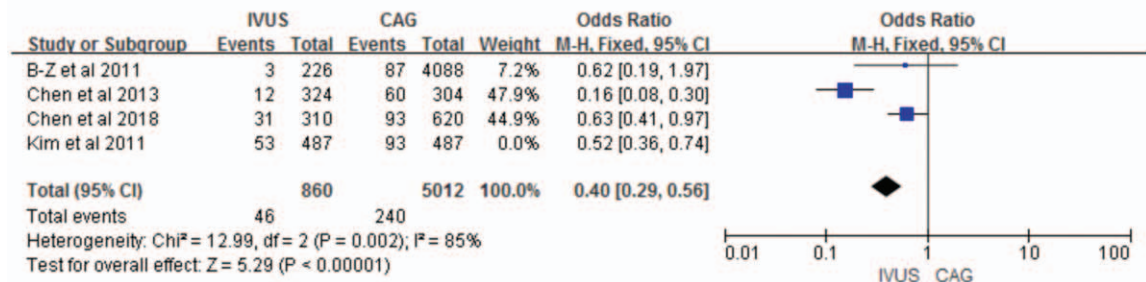 IVUS CAG Odds Ratio Odds Ratio
Study or Subgroup Events Total Events Total Weight M-H, Fixed, 95% CI M-H, Fixed, 95% CI
B-Z et al 2011 3 226 87 4088 7.2% 0.62 [0.19, 1.97]
Chen et al 2013 12 324 60 304 47.9% 0.16 [0.08, 0.30]
Chen et al 2018 31 310 93 620 44.9% 0.63 [0.41, 0.97]
Kim et al 2011 53 487 93 487 0.0% 0.52 [0.36, 0.74]
Total (95% CI) 860 5012 100.0% 0.40 [0.29, 0.56]
Total events 46 240
Heterogeneity: Chi² = 12.99, df = 2 (P = 0.002); I² = 85%
Test for overall effect: Z = 5.29 (P < 0.00001)
0.01 0.1 1 10 100
IVUS CAG